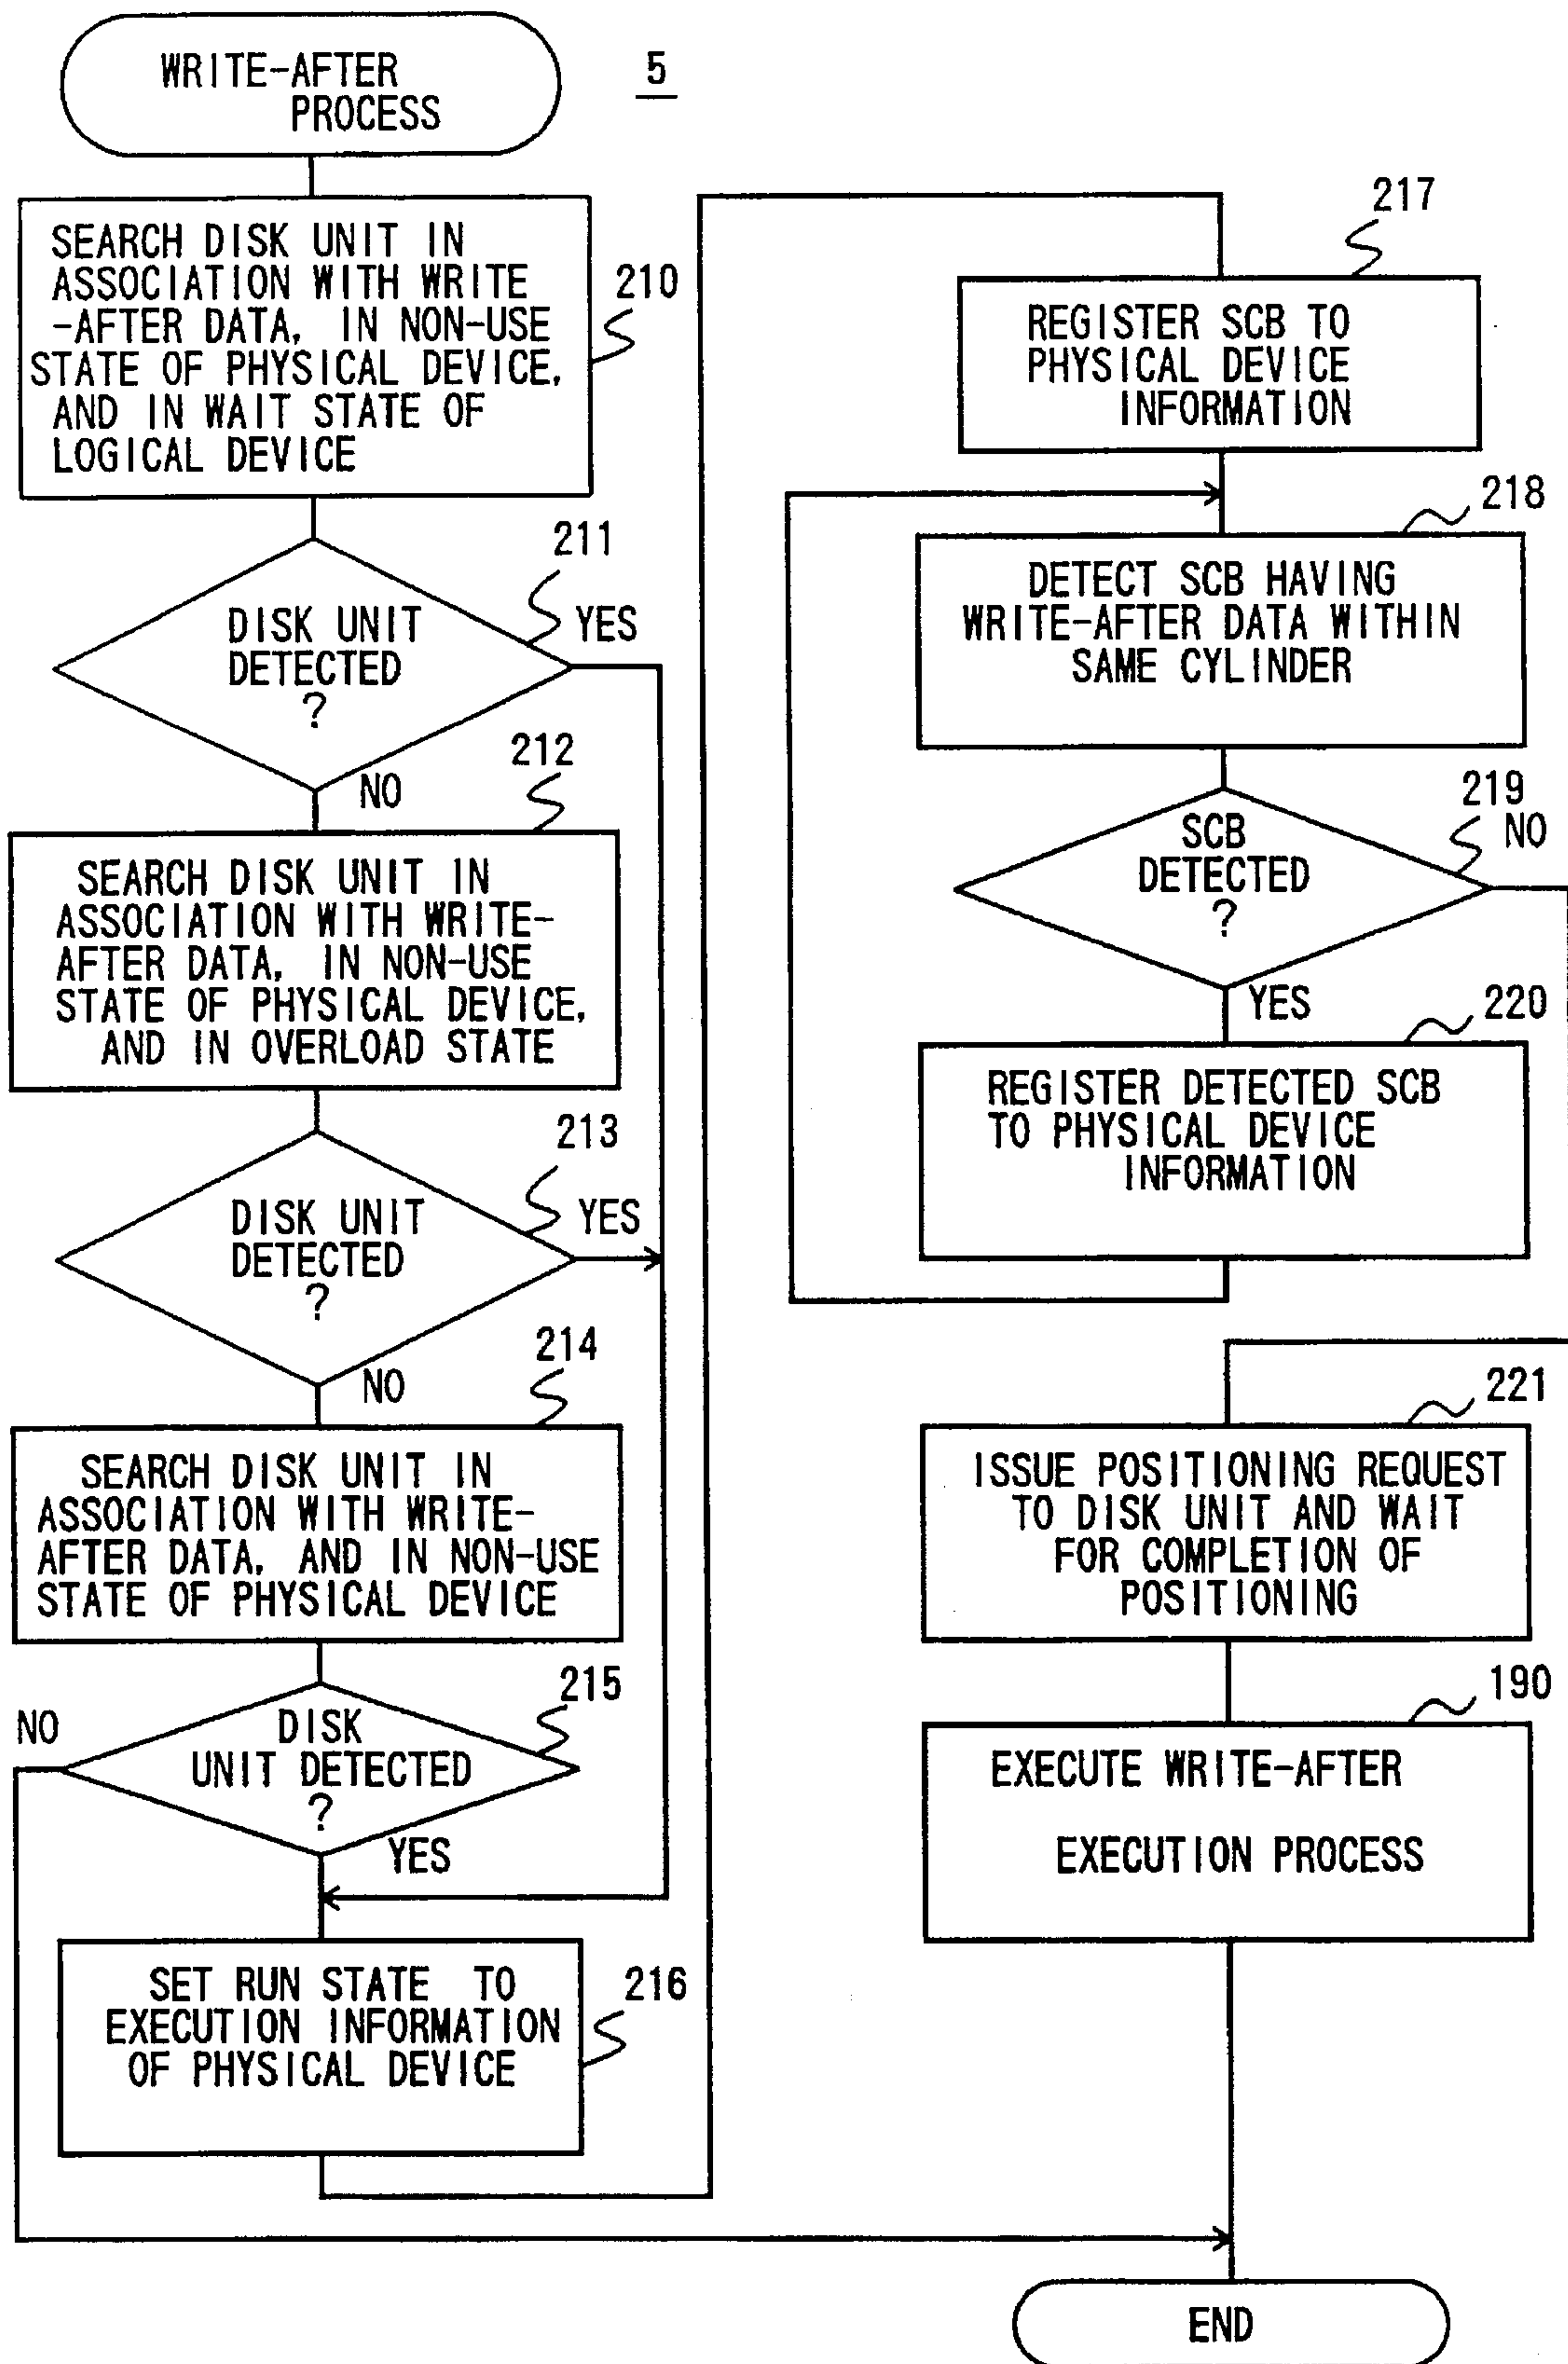 WRITE-AFTER
PROCESS
5
SEARCH DISK UNIT IN
ASSOCIATION WITH WRITE
-AFTER DATA, IN NON-USE
STATE OF PHYSICAL DEVICE,
AND IN WAIT STATE OF
LOGICAL DEVICE
210
211
DISK UNIT
DETECTED
?
YES
NO
212
SEARCH DISK UNIT IN
ASSOCIATION WITH WRITE-
AFTER DATA, IN NON-USE
STATE OF PHYSICAL DEVICE,
AND IN OVERLOAD STATE
213
DISK UNIT
DETECTED
?
YES
NO
214
SEARCH DISK UNIT IN
ASSOCIATION WITH WRITE-
AFTER DATA, AND IN NON-USE
STATE OF PHYSICAL DEVICE
215
NO
DISK
UNIT DETECTED
?
YES
SET RUN STATE TO
EXECUTION INFORMATION
OF PHYSICAL DEVICE
216
217
REGISTER SCB TO
PHYSICAL DEVICE
INFORMATION
218
DETECT SCB HAVING
WRITE-AFTER DATA WITHIN
SAME CYLINDER
219
SCB
DETECTED
?
NO
YES
220
REGISTER DETECTED SCB
TO PHYSICAL DEVICE
INFORMATION
221
ISSUE POSITIONING REQUEST
TO DISK UNIT AND WAIT
FOR COMPLETION OF
POSITIONING
190
EXECUTE WRITE-AFTER
EXECUTION PROCESS
END